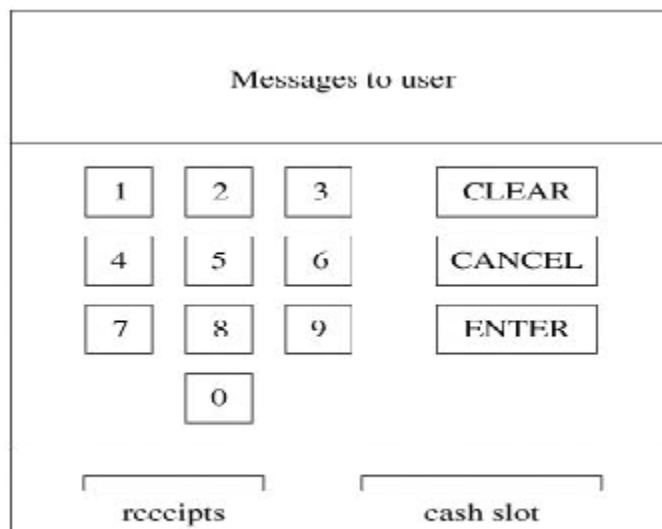 Messages to user
1 2 3 CLEAR
4 5 6 CANCEL
7 8 9 ENTER
0
receipts cash slot